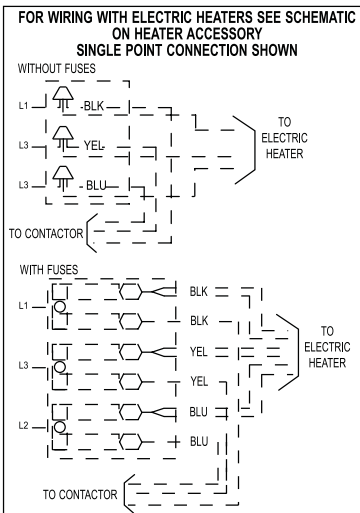 FOR WIRING WITH ELECTRIC HEATERS SEE SCHEMATIC
ON HEATER ACCESSORY
SINGLE POINT CONNECTION SHOWN
WITHOUT FUSES
L1
BLK
L3
YEL
L3
BLU
TO
ELECTRIC
HEATER
TO CONTACTOR
WITH FUSES
BLK
L1
BLK
YEL
L3
YEL
BLU
L2
BLU
TO
ELECTRIC
HEATER
TO CONTACTOR